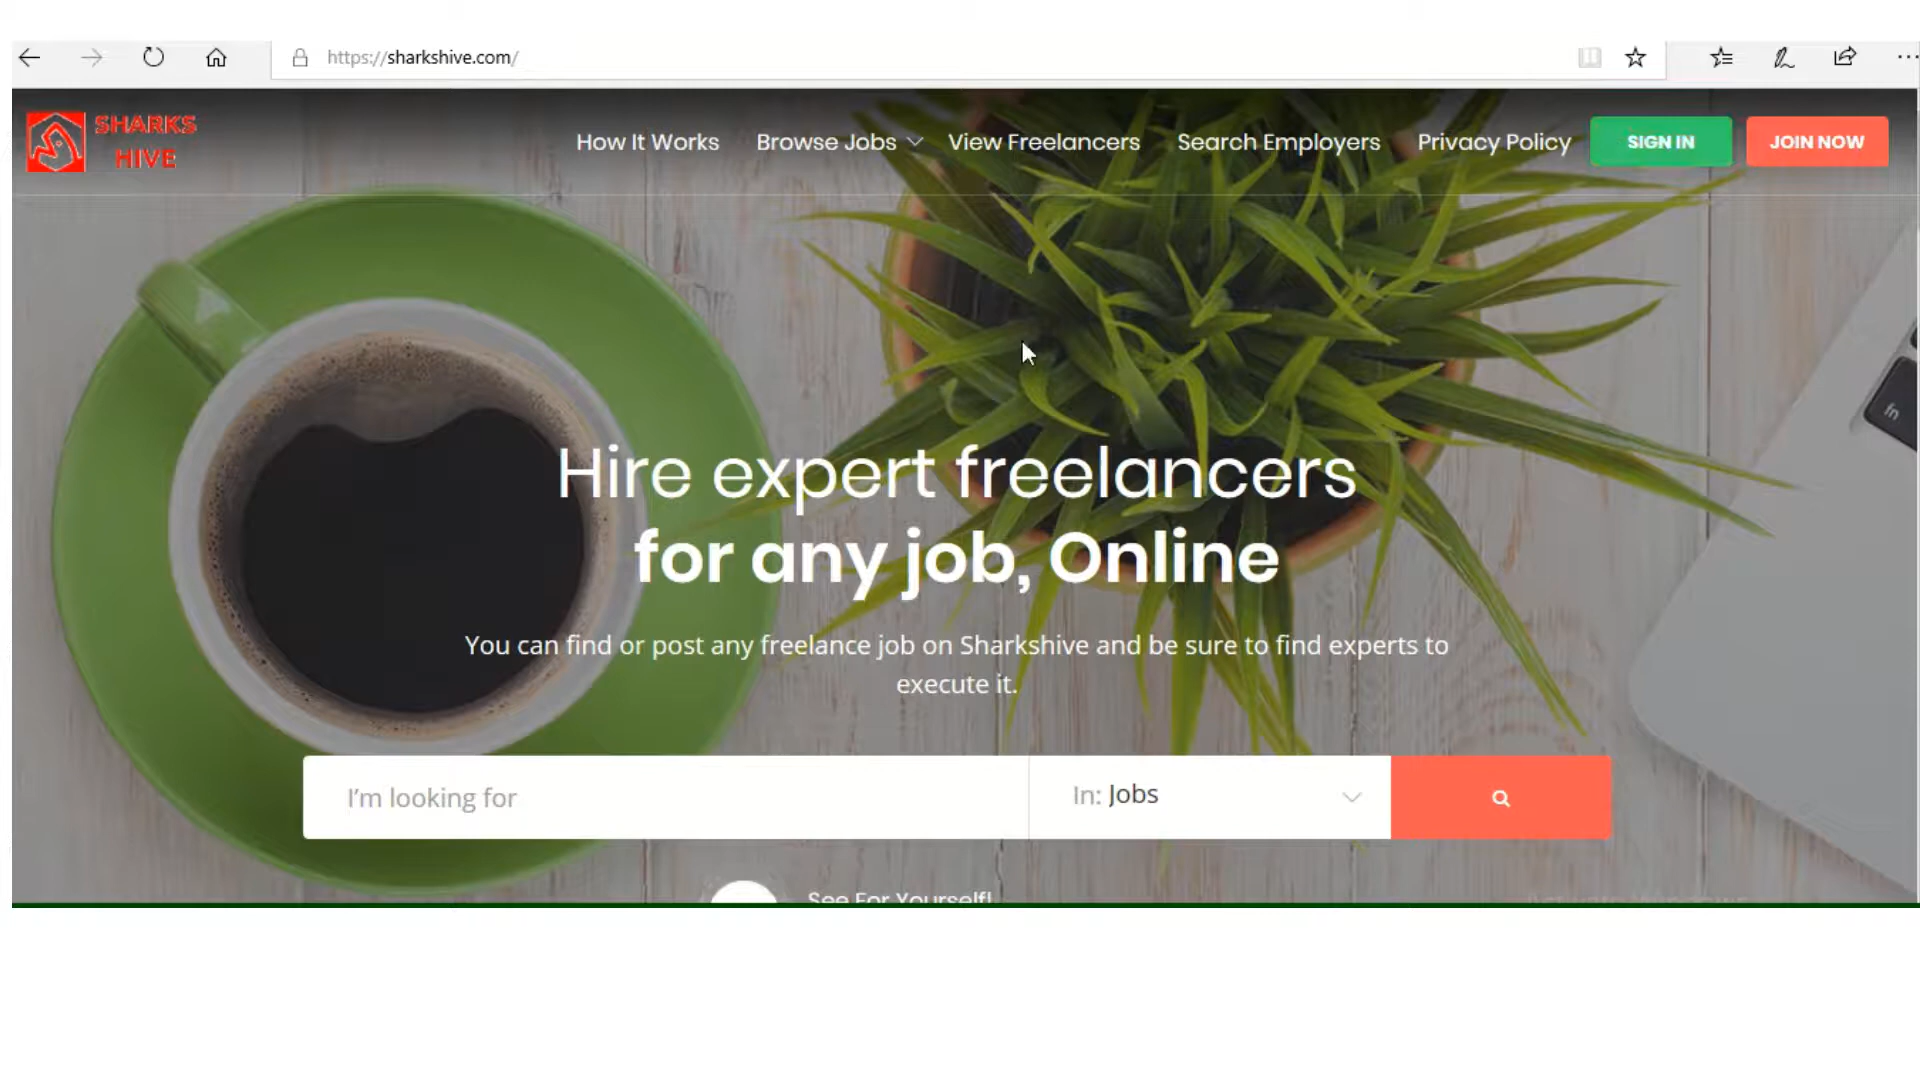 https://sharkshive.com/
SHARKS
HIVE
How It Works
Browse Jobs
View Freelancers
Search Employers
Privacy Policy
SIGN IN
JOIN NOW
fn
Hire expert freelancers
for any job, Online
You can find or post any freelance job on Sharkshive and be sure to find experts to
execute it.
I'm looking for
In: Jobs
See For Yourself!